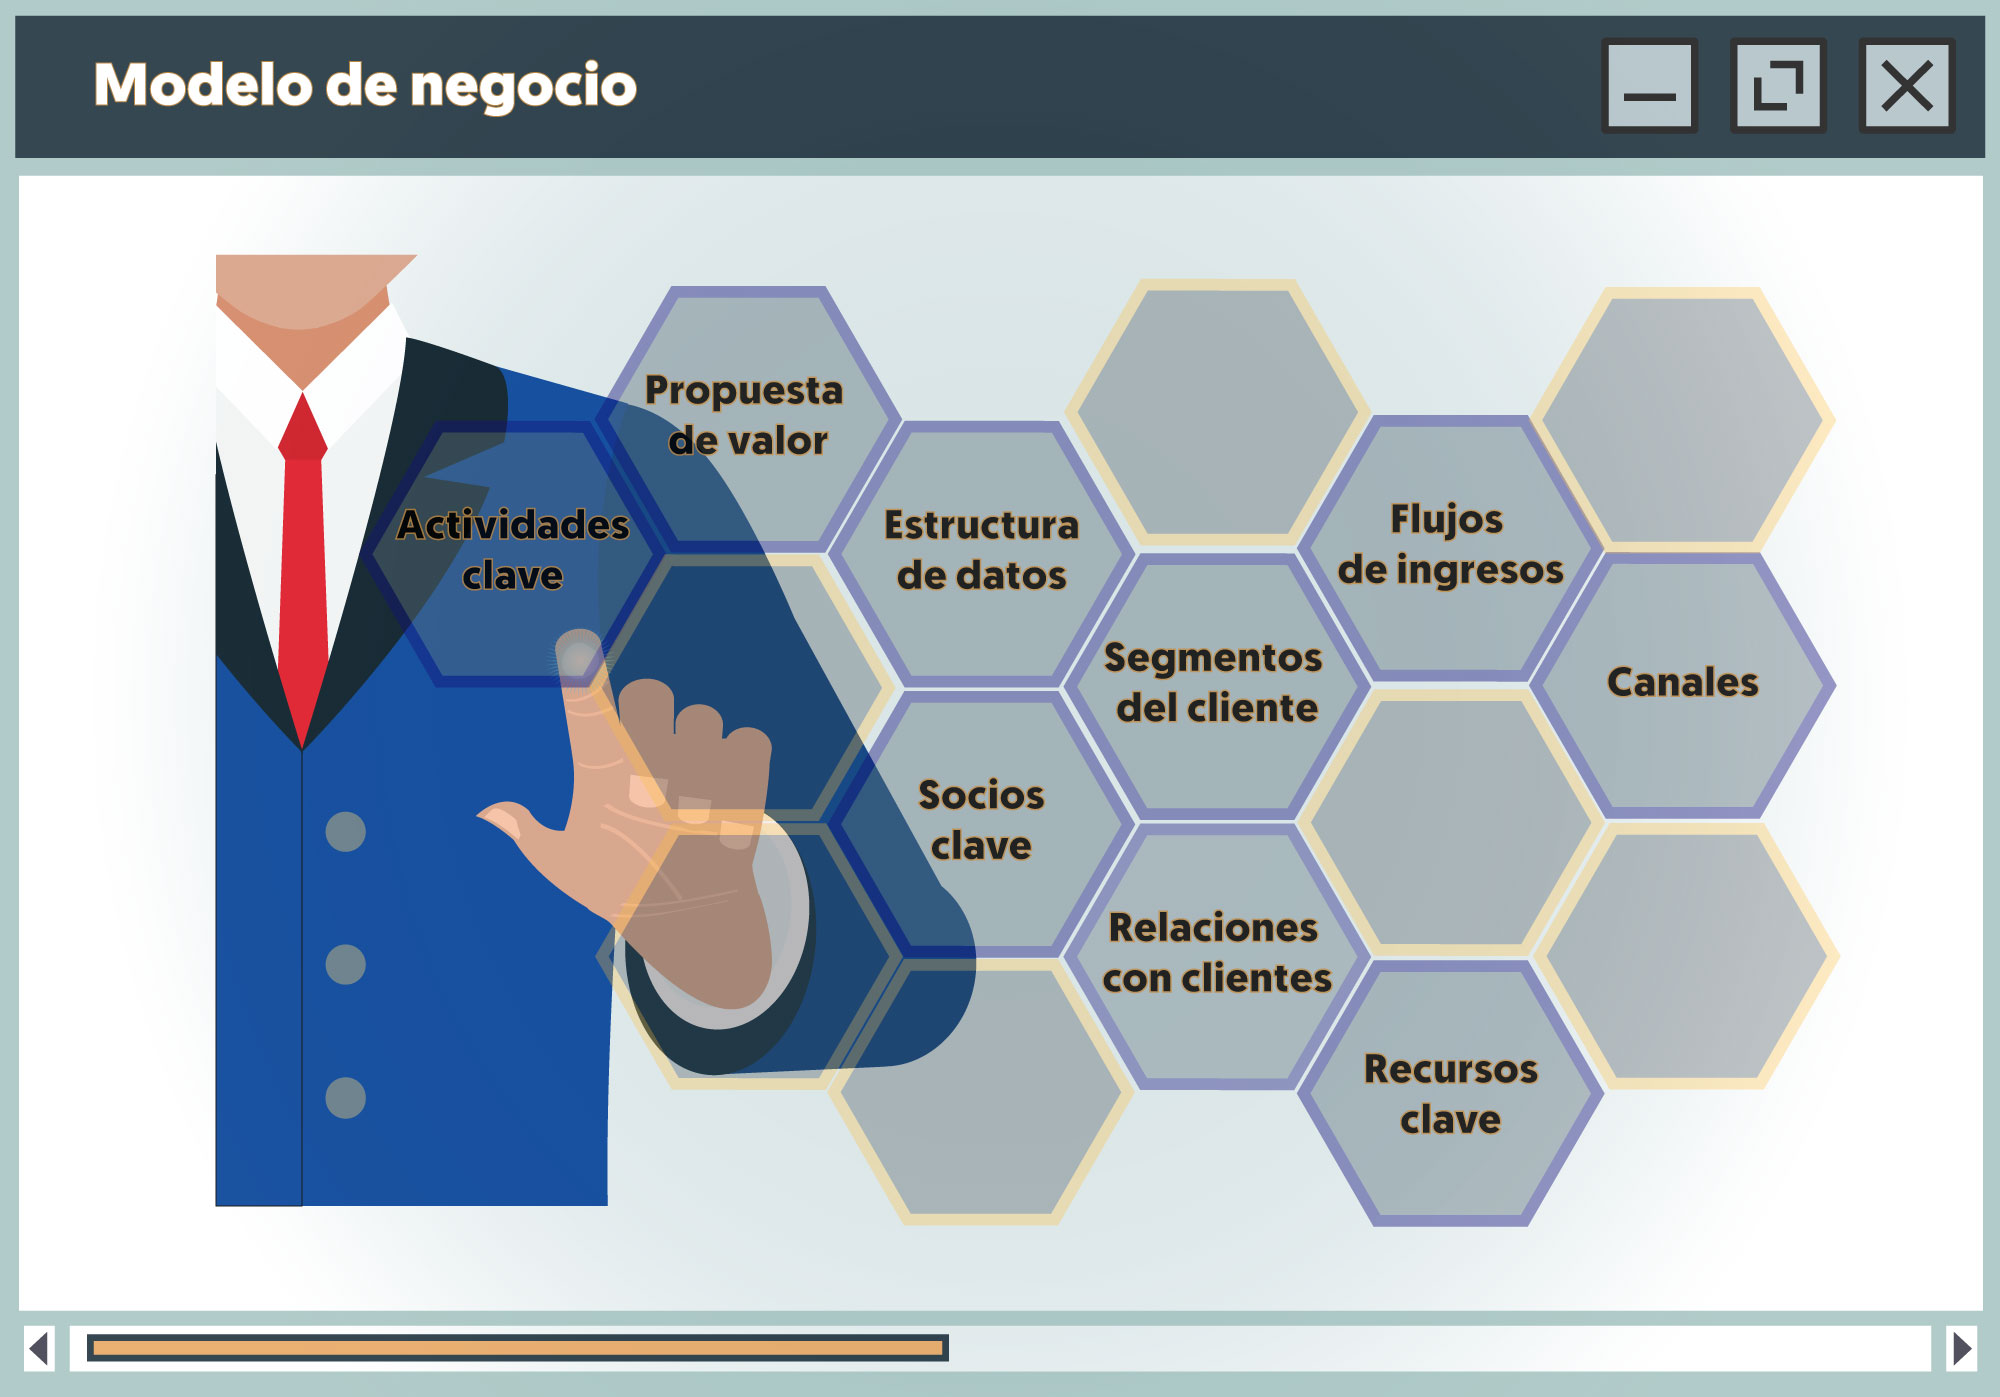 Modelo de negocio
Propuesta
de valor
Actividades
clave
Estructura
de datos
Flujos
de ingresos
Segmentos
del cliente
Canales
Socios
clave
Relaciones
con clientes
Recursos
clave